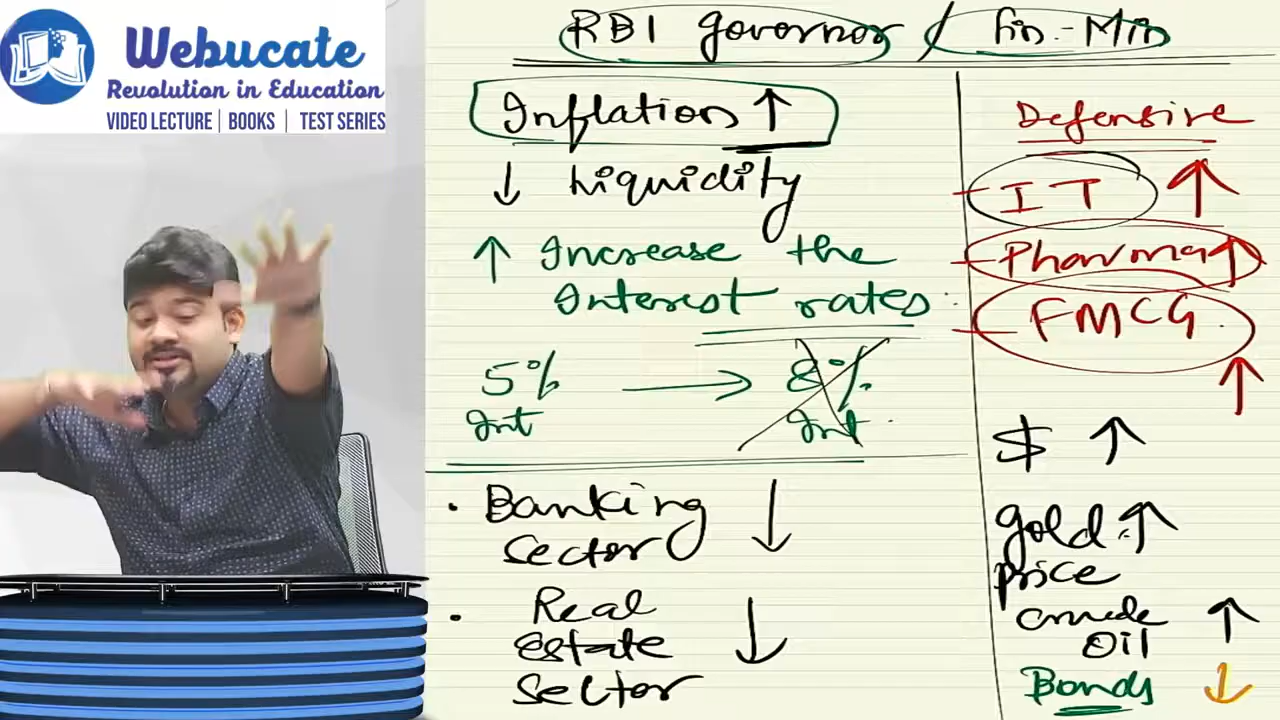 Webucate
Revolution in Education
VIDEO LECTURE | BOOKS | TEST SERIES
RBI governor / fin.-Min
Inflation ↑
↓ Liquidity
↑ Increase the
Interest rates
5% → 8%
Int Int
• Banking ↓
sector
• Real ↓
estate
sector
Defensive
- IT ↑
- Pharma ↑
- FMCG ↑
$ ↑
gold ↑
price
crude ↑
oil
Bonds ↓